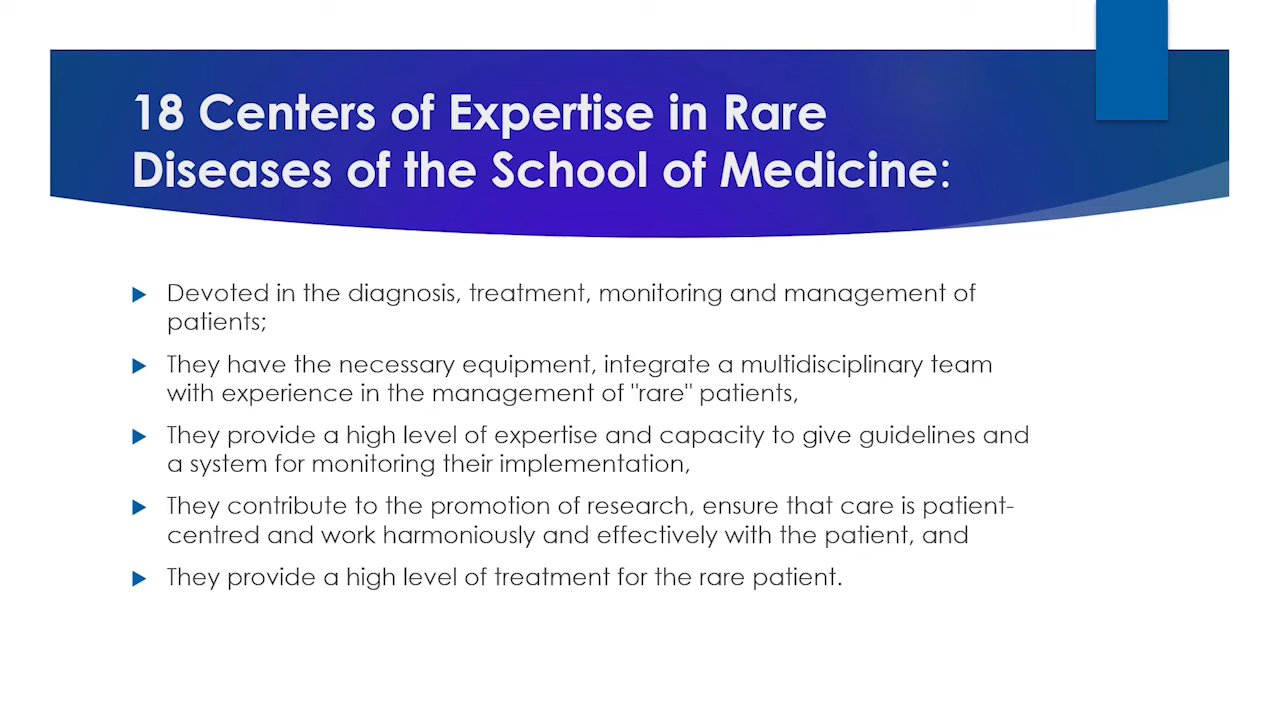 18 Centers of Expertise in Rare
Diseases of the School of Medicine:
Devoted in the diagnosis, treatment, monitoring and management of
patients;
They have the necessary equipment, integrate a multidisciplinary team
with experience in the management of "rare" patients,
They provide a high level of expertise and capacity to give guidelines and
a system for monitoring their implementation,
They contribute to the promotion of research, ensure that care is patient-
centred and work harmoniously and effectively with the patient, and
They provide a high level of treatment for the rare patient.